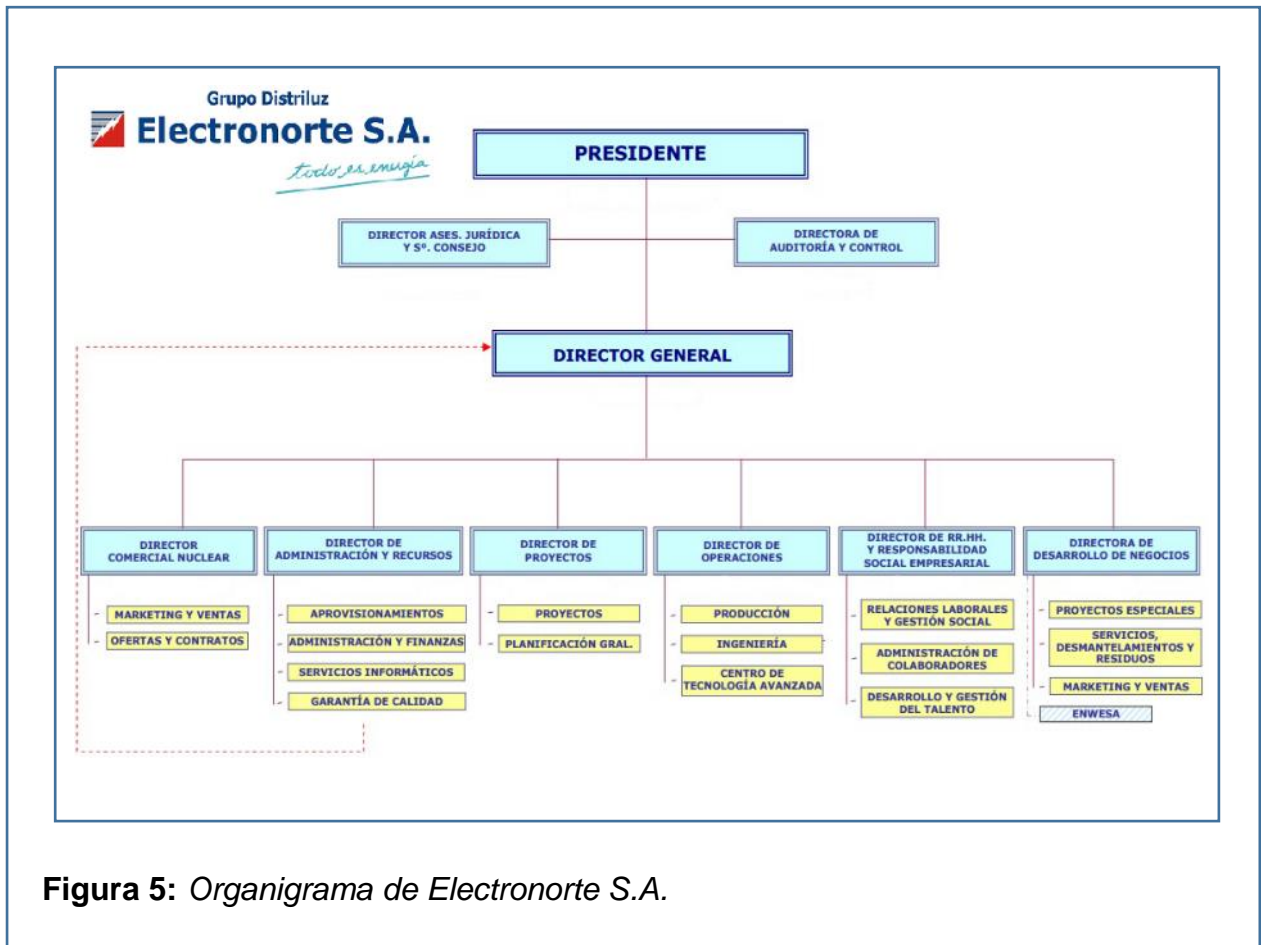 Grupo Distriluz
Electronorte S.A.
todo es energía
PRESIDENTE
DIRECTOR ASES. JURÍDICA
Y Sº. CONSEJO
DIRECTORA DE
AUDITORÍA Y CONTROL
DIRECTOR GENERAL
DIRECTOR
COMERCIAL NUCLEAR
MARKETING Y VENTAS
OFERTAS Y CONTRATOS
DIRECTOR DE
ADMINISTRACIÓN Y RECURSOS
APROVISIONAMIENTOS
ADMINISTRACIÓN Y FINANZAS
SERVICIOS INFORMÁTICOS
GARANTÍA DE CALIDAD
DIRECTOR DE
PROYECTOS
PROYECTOS
PLANIFICACIÓN GRAL.
DIRECTOR DE
OPERACIONES
PRODUCCIÓN
INGENIERÍA
CENTRO DE
TECNOLOGÍA AVANZADA
DIRECTOR DE RR.HH.
Y RESPONSABILIDAD
SOCIAL EMPRESARIAL
RELACIONES LABORALES
Y GESTIÓN SOCIAL
ADMINISTRACIÓN DE
COLABORADORES
DESARROLLO Y GESTIÓN
DEL TALENTO
DIRECTORA DE
DESARROLLO DE NEGOCIOS
PROYECTOS ESPECIALES
SERVICIOS,
DESMANTELAMIENTOS Y
RESIDUOS
MARKETING Y VENTAS
ENWESA
Figura 5: Organigrama de Electronorte S.A.